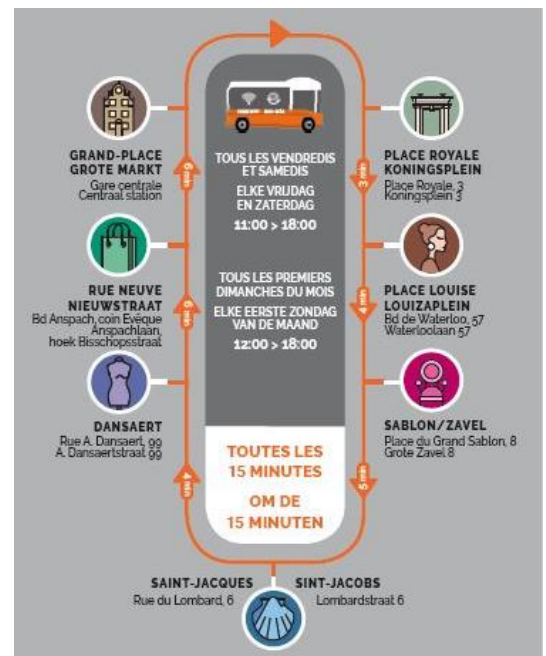 GRAND-PLACE
GROTE MARKT
Gare centrale
Centraal station
RUE NEUVE
NIEUWSTRAAT
Bd Anspach, coin Evêque
Anspachlaan,
hoek Bisschopsstraat
DANSAERT
Rue A. Dansaert, 99
A. Dansaertstraat 99
6 min
6 min
4 min
TOUS LES VENDREDIS
ET SAMEDIS
ELKE VRIJDAG
EN ZATERDAG
11:00 > 18:00
TOUS LES PREMIERS
DIMANCHES DU MOIS
ELKE EERSTE ZONDAG
VAN DE MAAND
12:00 > 18:00
TOUTES LES
15 MINUTES
OM DE
15 MINUTEN
3 min
4 min
5 min
PLACE ROYALE
KONINGSPLEIN
Place Royale, 3
Koningsplein 3
PLACE LOUISE
LOUIZAPLEIN
Bd de Waterloo, 57
Waterloolaan 57
SABLON/ZAVEL
Place du Grand Sablon, 8
Grote Zavel 8
SAINT-JACQUES
Rue du Lombard, 6
SINT-JACOBS
Lombardstraat 6